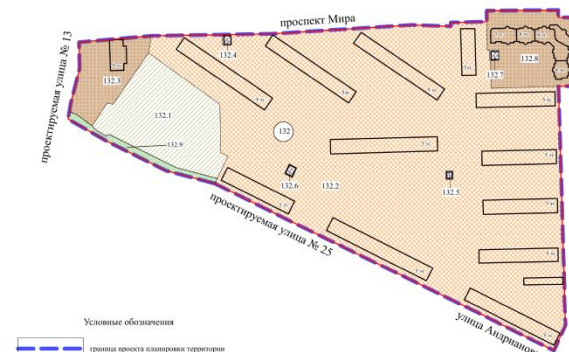 проспект Мира
проектируемая улица № 13
132.4
132.3
132.7
132.8
132.1
132
132.9
132.6
132.2
132.5
проектируемая улица № 25
улица Андрианов
Условные обозначения
граница проекта планировки территории